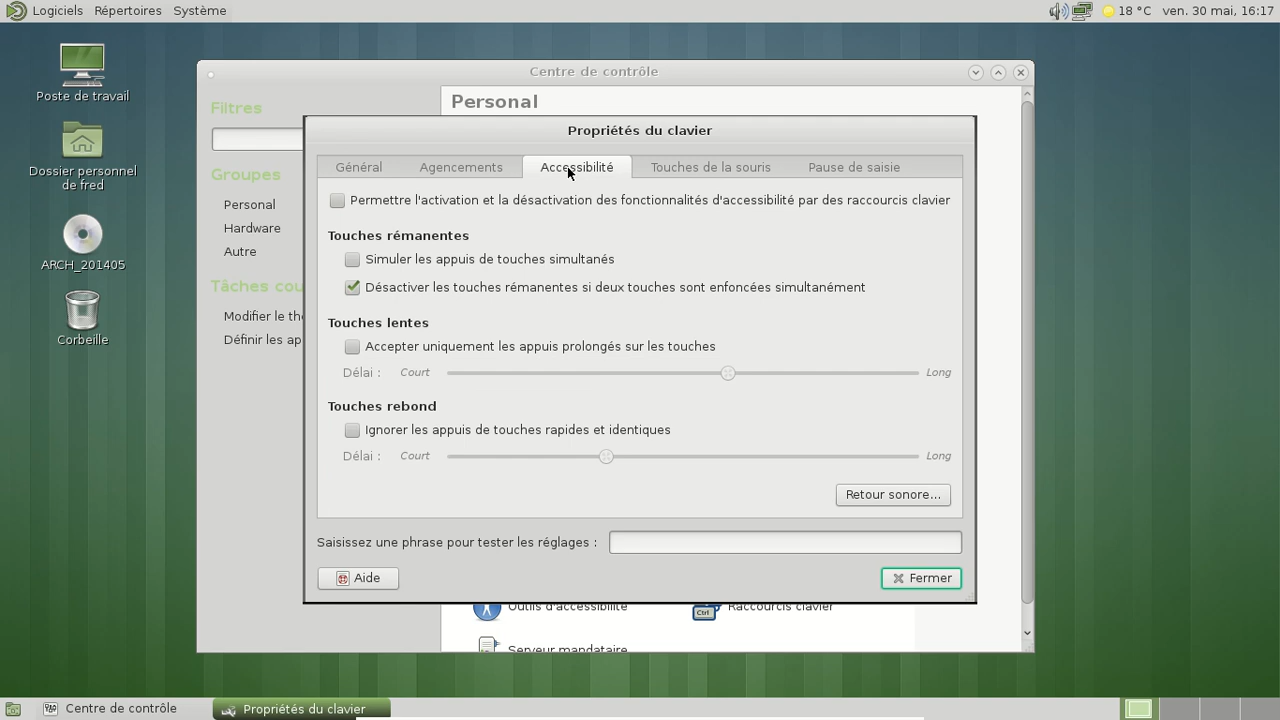 Logiciels Répertoires Système
18 °C ven. 30 mai, 16:17
Poste de travail
Dossier personnel
de fred
ARCH_201405
Corbeille
Centre de contrôle
Filtres
Groupes
Personal
Hardware
Autre
Tâches cou
Modifier le th
Définir les ap
Personal
Propriétés du clavier
Général Agencements Accessibilité Touches de la souris Pause de saisie
Permettre l'activation et la désactivation des fonctionnalités d'accessibilité par des raccourcis clavier
Touches rémanentes
Simuler les appuis de touches simultanés
Désactiver les touches rémanentes si deux touches sont enfoncées simultanément
Touches lentes
Accepter uniquement les appuis prolongés sur les touches
Délai : Court Long
Touches rebond
Ignorer les appuis de touches rapides et identiques
Délai : Court Long
Retour sonore...
Saisissez une phrase pour tester les réglages :
Aide Fermer
Outils d'accessibilité Ctrl Raccourcis clavier
Serveur mandataire
Centre de contrôle Propriétés du clavier